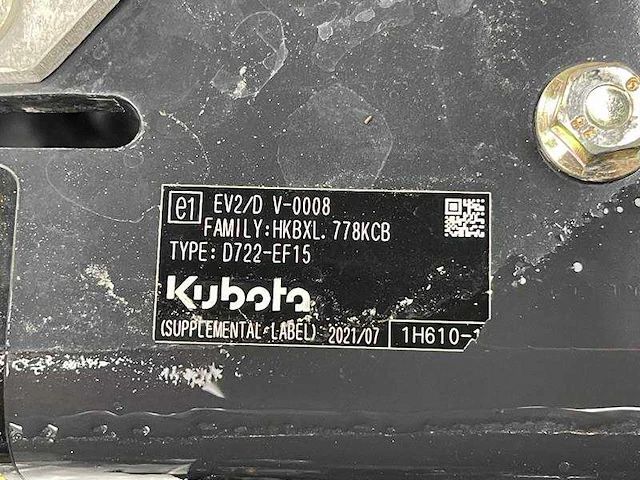 e1 EV2/D V-0008
FAMILY:HKBXL.778KCB
TYPE: D722-EF15
Kubota
(SUPPLEMENTAL LABEL) 2021/07 1H610-